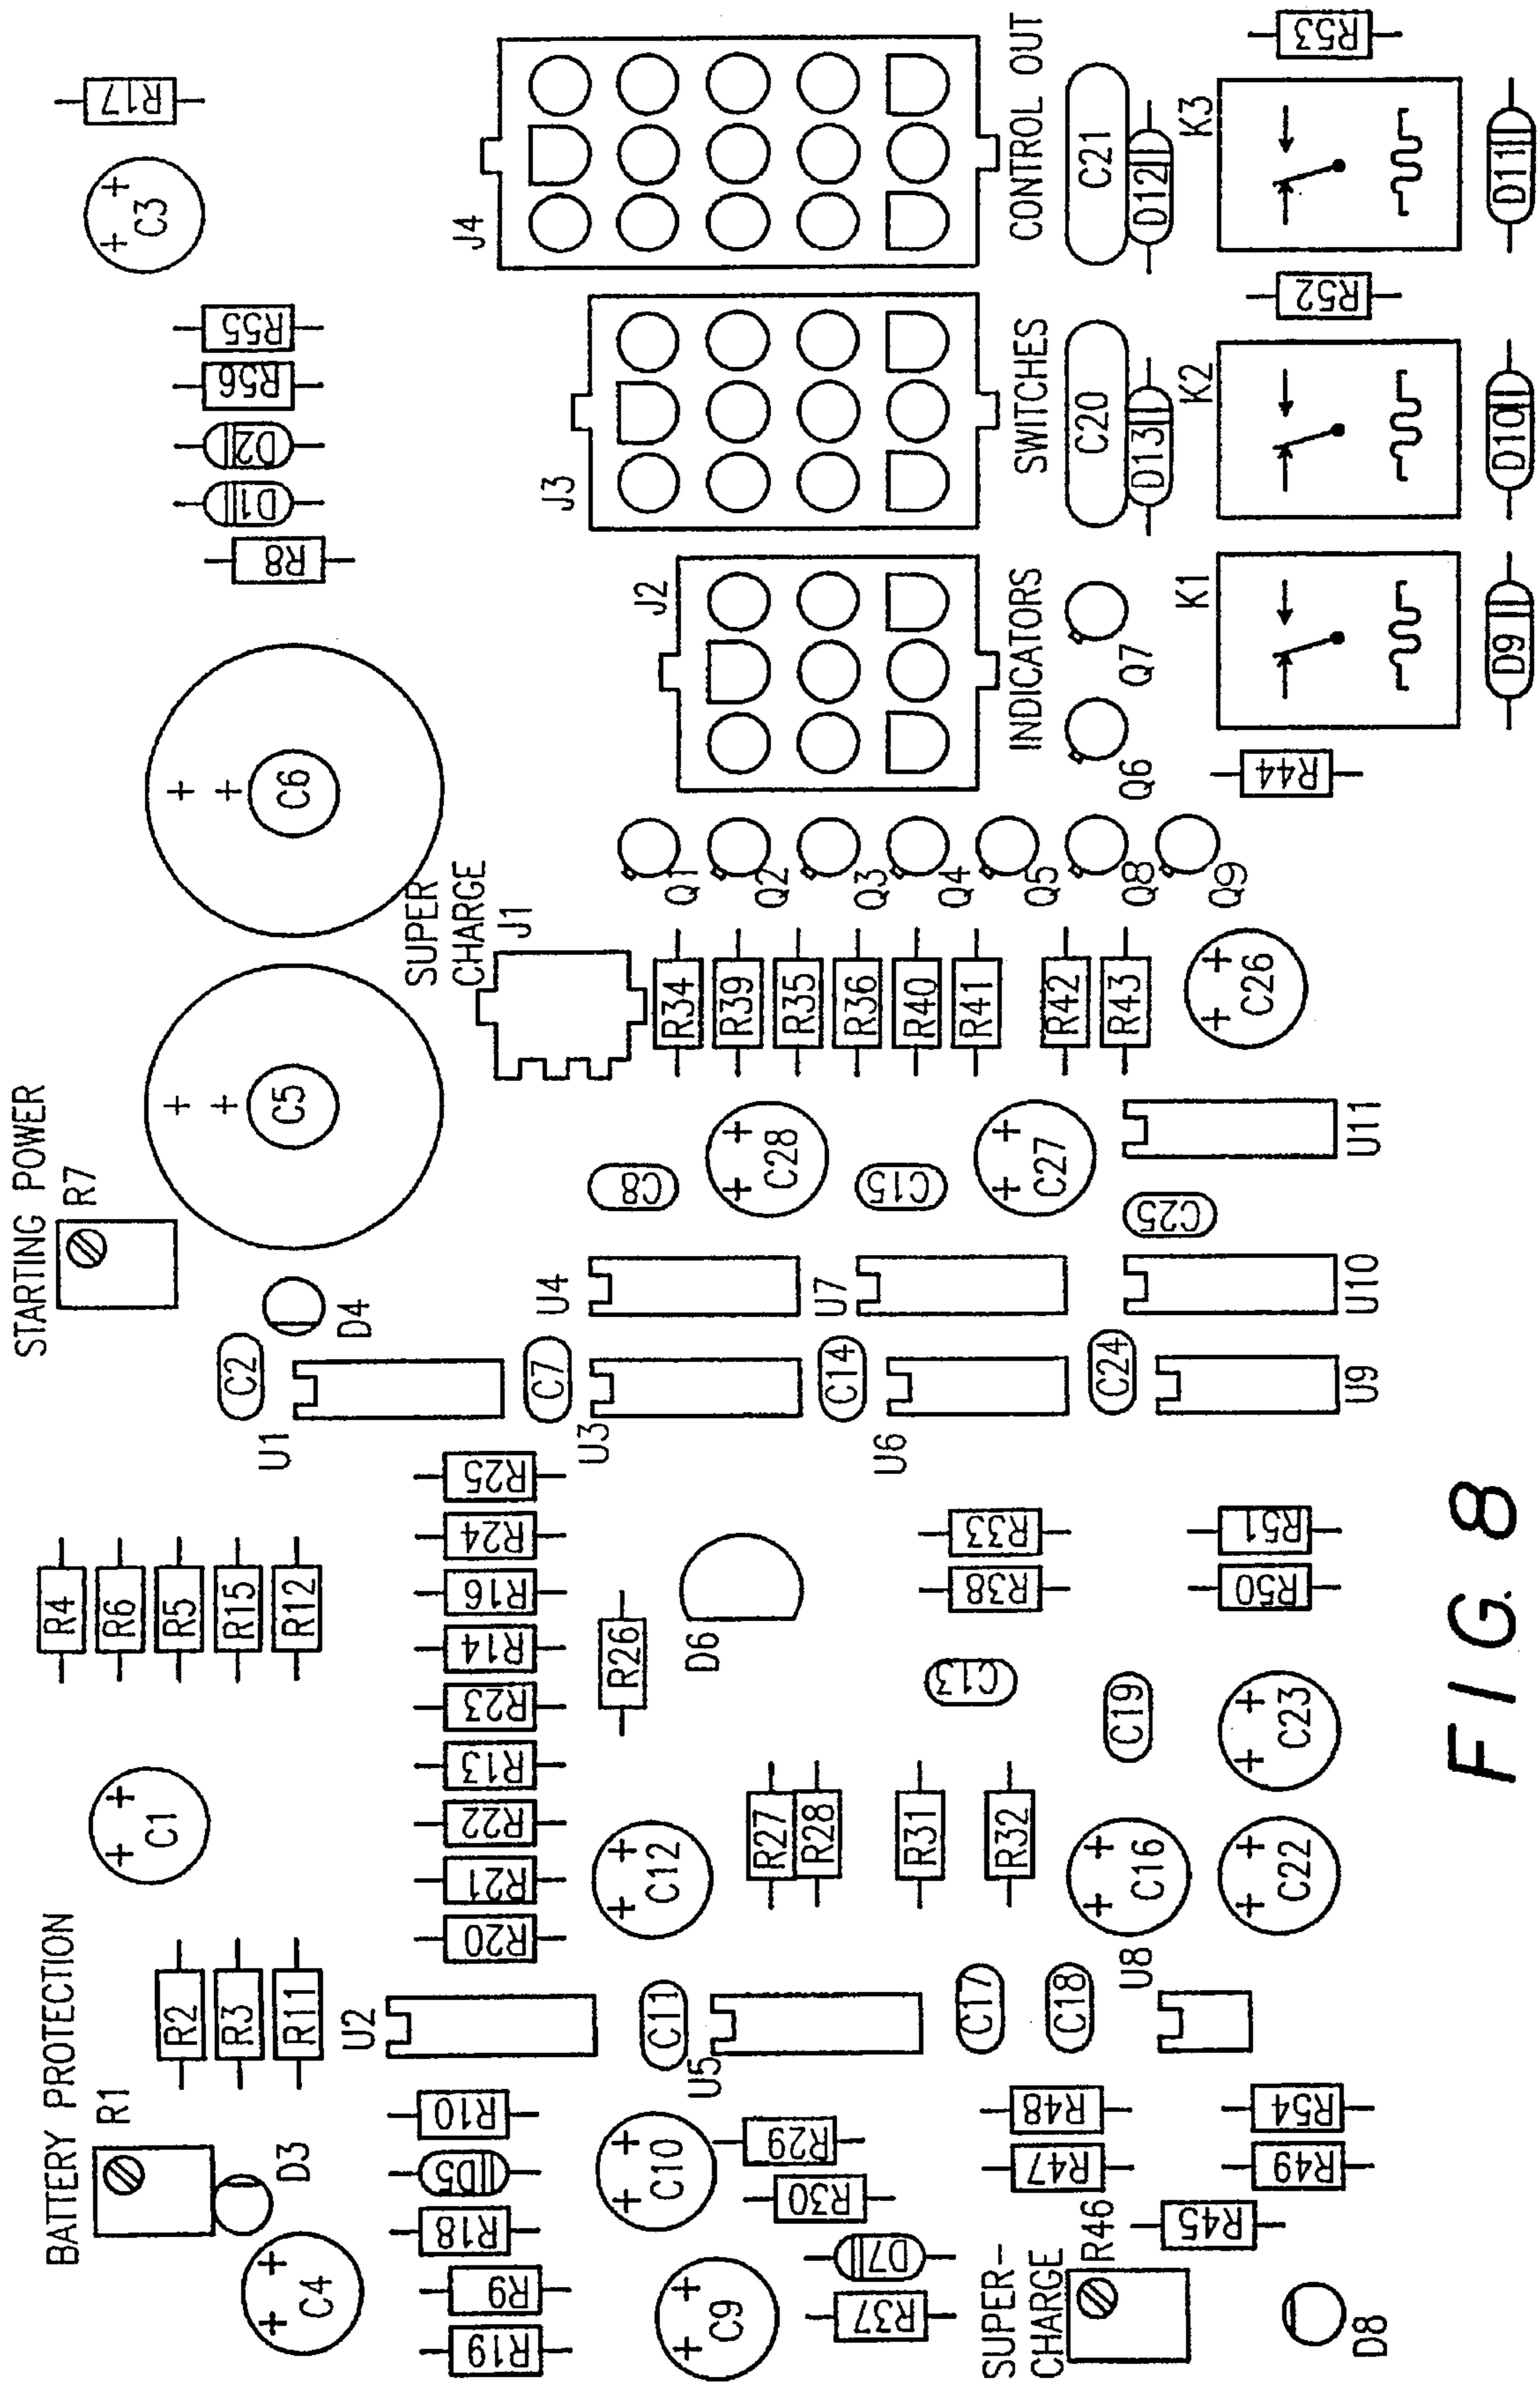 BATTERY PROTECTION
R1
D3
C4
R2
R3
R11
C1
R4
R6
R5
R15
R12
STARTING POWER
R7
C2
D4
C5
C6
R8
D1
D2
R56
R55
C3
R17
R19
R9
R18
D5
R10
U2
R20
R21
R22
R13
R23
R14
R16
R24
R25
U1
SUPER
CHARGE
J1
C9
C10
C11
U5
C12
R26
D6
U3
C7
U4
C8
C28
R34
R39
R35
R36
R40
R41
R42
R43
Q1
Q2
Q3
Q4
Q5
Q8
Q9
J2
INDICATORS
J3
SWITCHES
J4
CONTROL OUT
R37
D7
R30
R29
R27
R28
R31
R32
C13
R38
R33
C14
U6
U7
C15
C27
Q6
Q7
C20
D13
C21
D12
SUPER-
CHARGE
R46
R47
R48
C17
C18
U8
C16
C19
C24
U9
U10
C25
U11
C26
R44
K1
K2
R52
K3
R53
D8
R45
R49
R54
C22
C23
R50
R51
D9
D10
D11
FIG. 8